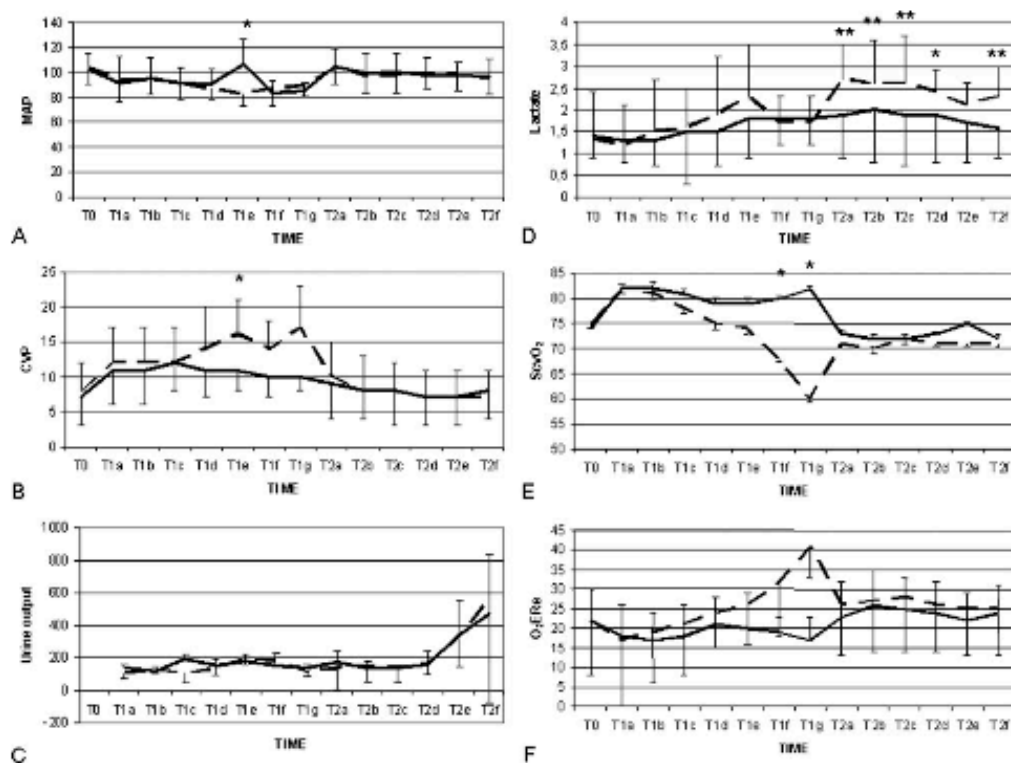 *
140
120
100
80
60
40
20
0
MAP
T0 T1a T1b T1c T1d T1e T1f T1g T2a T2b T2c T2d T2e T2f
TIME
A
** ** ** * **
4
3,5
3
2,5
2
1,5
1
0,5
0
Lactate
T0 T1a T1b T1c T1d T1e T1f T1g T2a T2b T2c T2d T2e T2f
TIME
D
*
25
20
15
10
5
0
CVP
T0 T1a T1b T1c T1d T1e T1f T1g T2a T2b T2c T2d T2e T2f
TIME
B
* *
85
80
75
70
65
60
55
50
ScvO₂
T0 T1a T1b T1c T1d T1e T1f T1g T2a T2b T2c T2d T2e T2f
TIME
E
1 000
800
600
400
200
0
-200
Urine output
T0 T1a T1b T1c T1d T1e T1f T1g T2a T2b T2c T2d T2e T2f
TIME
C
45
40
35
30
25
20
15
10
5
0
O₂ERe
T0 T1a T1b T1c T1d T1e T1f T1g T2a T2b T2c T2d T2e T2f
TIME
F